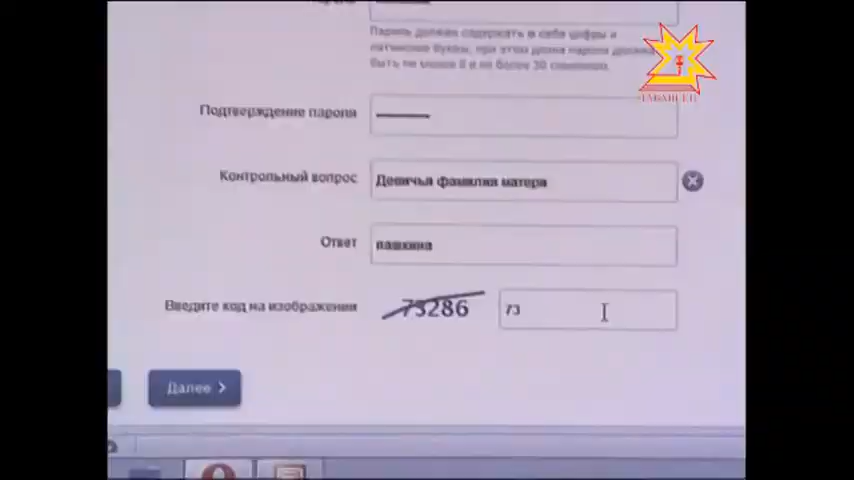 Пароль должен содержать в себе цифры и
латинские буквы, при этом длина пароля должна
быть не менее 8 и не более 30 символов.
Подтверждение пароля
Контрольный вопрос
Девичья фамилия матери
Ответ
пашкина
Введите код на изображении
73286
73
Далее